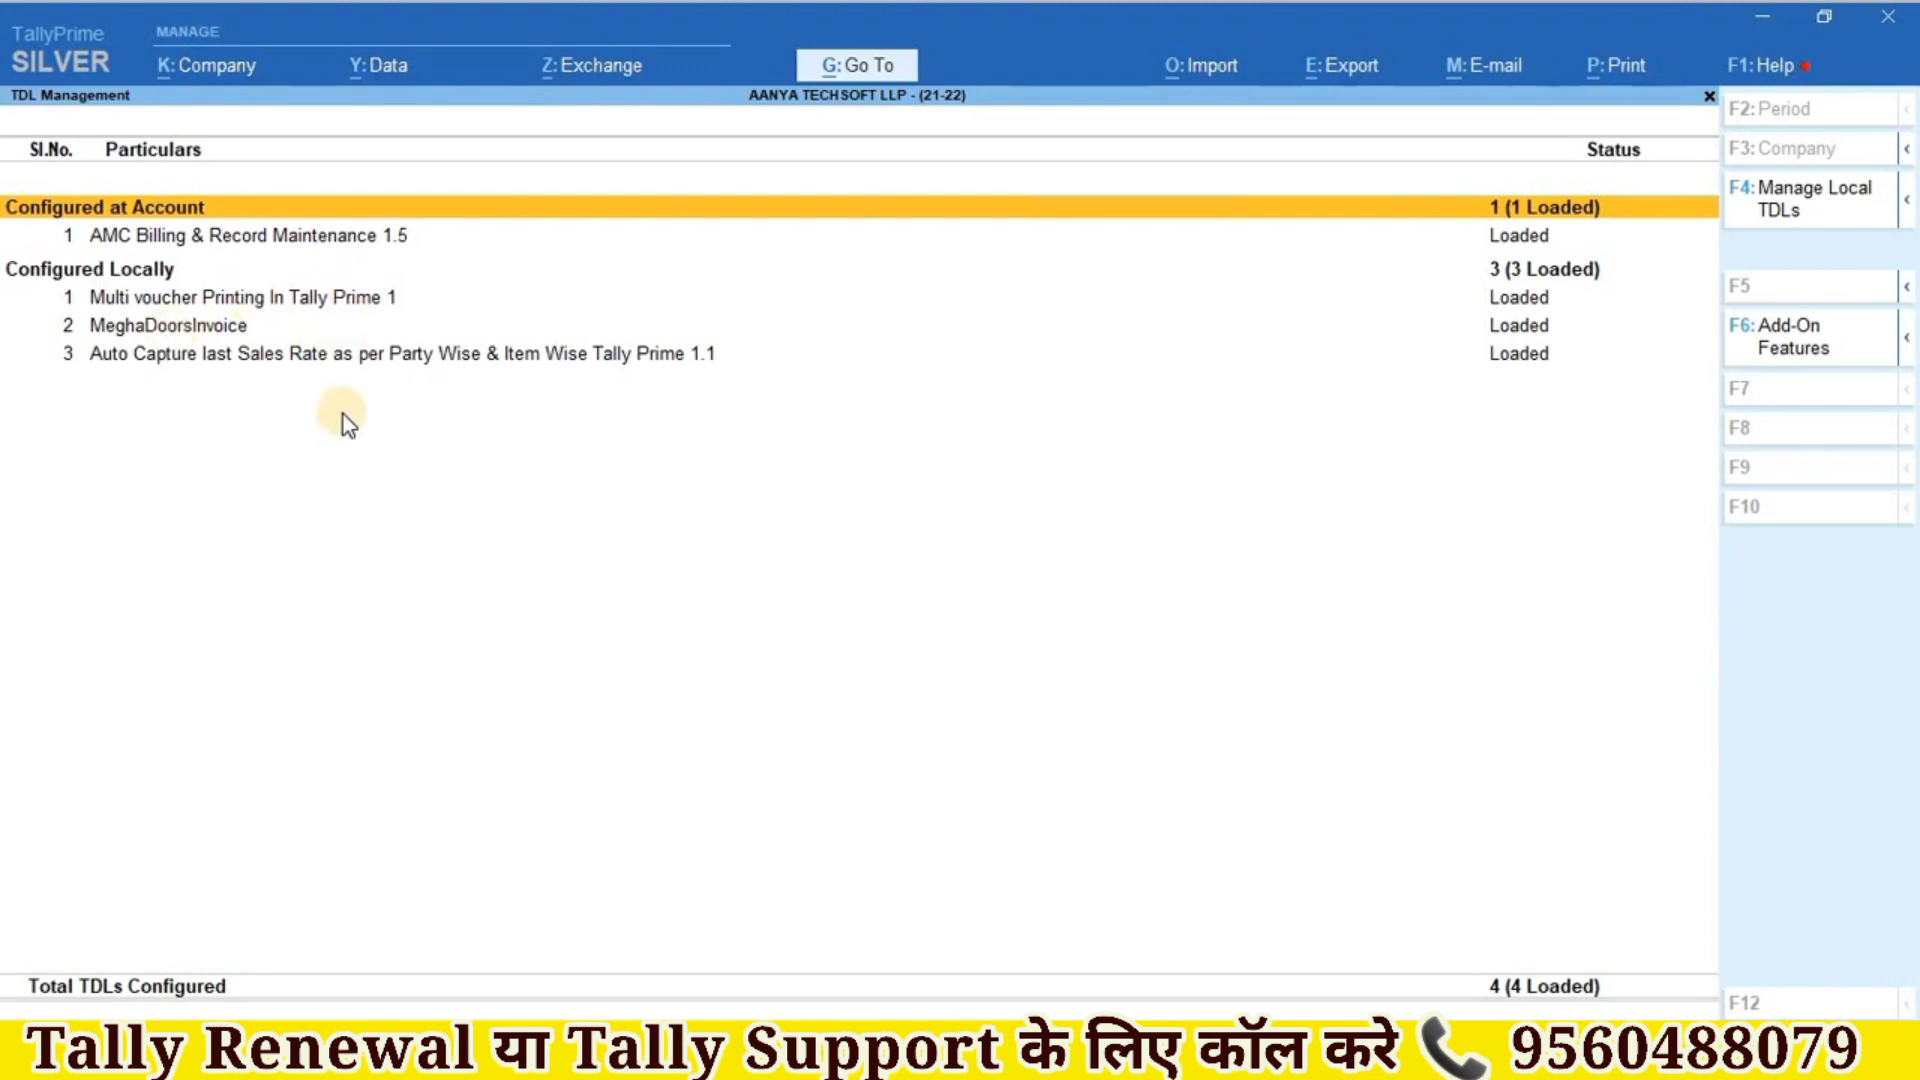 TallyPrime
SILVER
MANAGE
K: Company
Y: Data
Z: Exchange
G: Go To
O: Import
E: Export
M: E-mail
P: Print
F1: Help
TDL Management
AANYA TECHSOFT LLP - (21-22)
Sl.No. Particulars Status
Configured at Account 1 (1 Loaded)
1 AMC Billing & Record Maintenance 1.5 Loaded
Configured Locally 3 (3 Loaded)
1 Multi voucher Printing In Tally Prime 1 Loaded
2 MeghaDoorsInvoice Loaded
3 Auto Capture last Sales Rate as per Party Wise & Item Wise Tally Prime 1.1 Loaded
Total TDLs Configured 4 (4 Loaded)
F2: Period
F3: Company
F4: Manage Local
TDLs
F5
F6: Add-On
Features
F7
F8
F9
F10
F12
Tally Renewal या Tally Support के लिए कॉल करे 9560488079